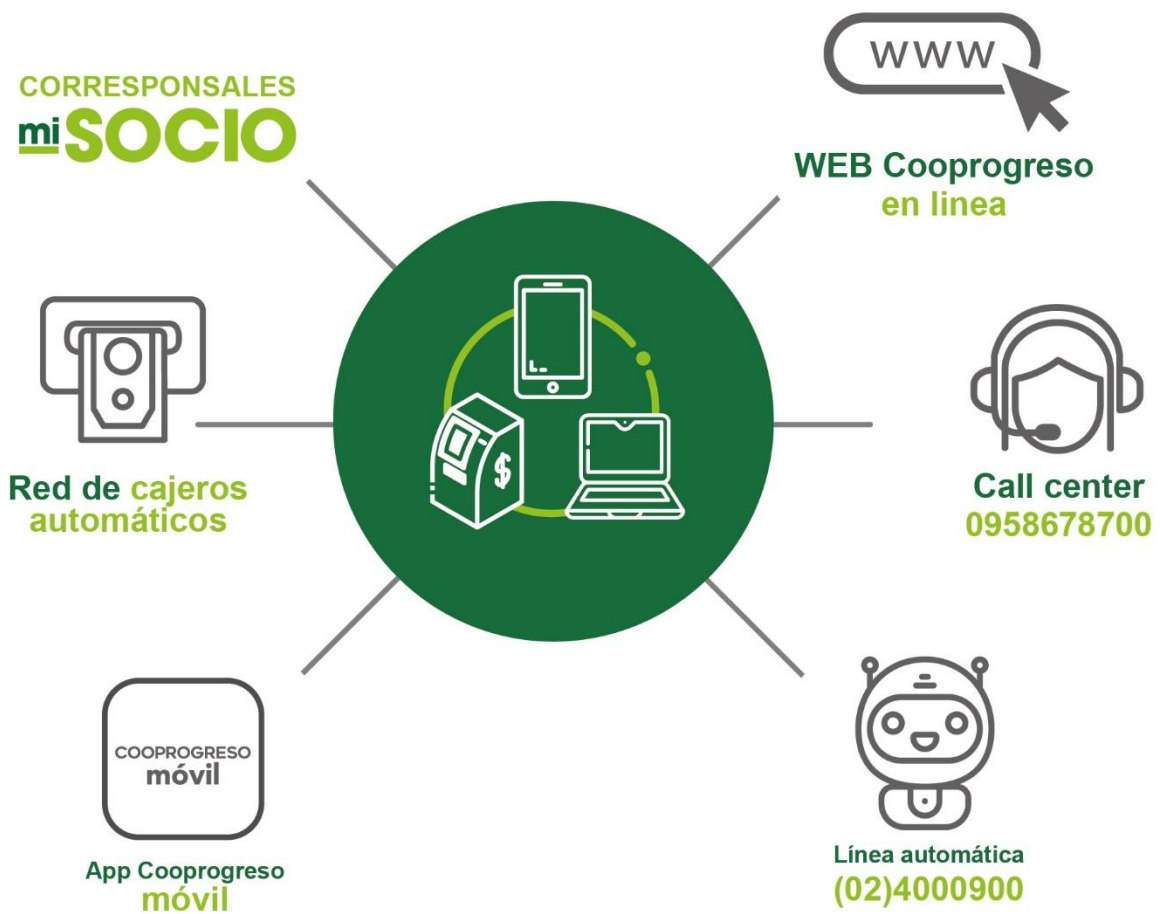 CORRESPONSALES
mi SOCIO
www
WEB Cooprogreso
en linea
Red de cajeros
automáticos
$
Call center
0958678700
COOPROGRESO
móvil
App Cooprogreso
móvil
Línea automática
(02)4000900